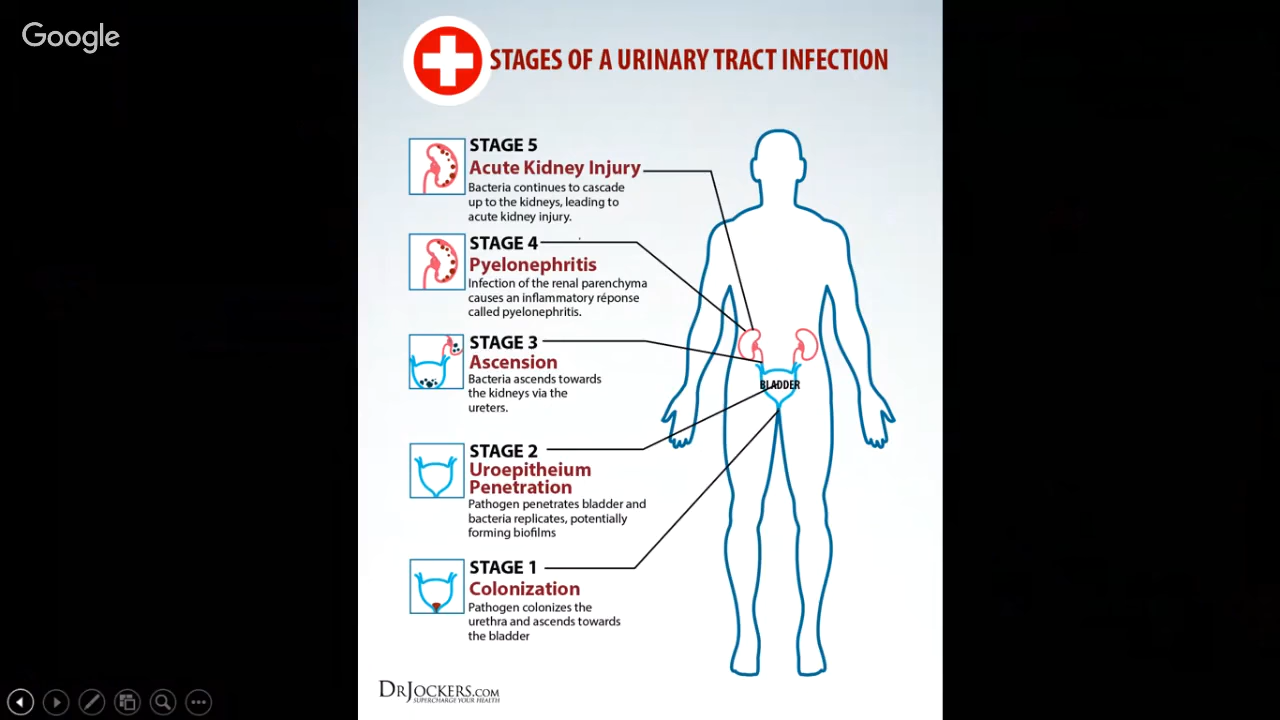 Google
STAGES OF A URINARY TRACT INFECTION
STAGE 5
Acute Kidney Injury
Bacteria continues to cascade
up to the kidneys, leading to
acute kidney injury.
STAGE 4
Pyelonephritis
Infection of the renal parenchyma
causes an inflammatory réponse
called pyelonephritis.
STAGE 3
Ascension
Bacteria ascends towards
the kidneys via the
ureters.
BLADDER
STAGE 2
Uroepitheium
Penetration
Pathogen penetrates bladder and
bacteria replicates, potentially
forming biofilms
STAGE 1
Colonization
Pathogen colonizes the
urethra and ascends towards
the bladder
DRJOCKERS.COM
SUPERCHARGE YOUR HEALTH